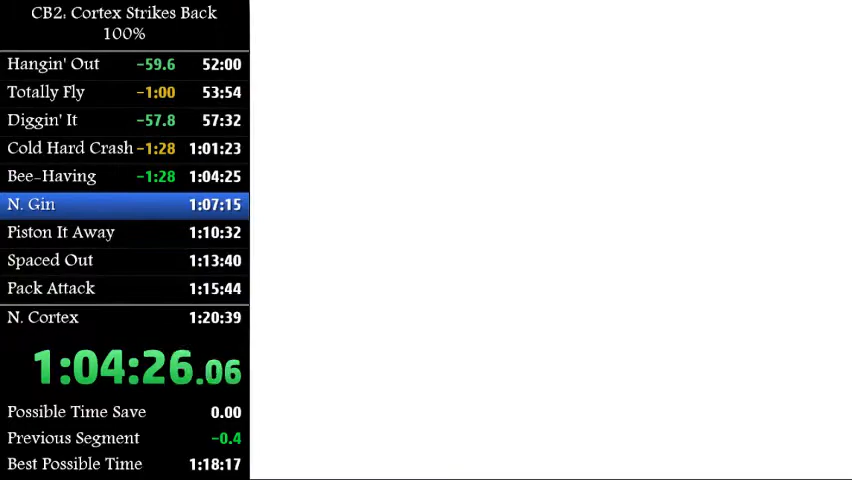 CB2: Cortex Strikes Back
100%
Hangin' Out -59.6 52:00
Totally Fly -1:00 53:54
Diggin' It -57.8 57:32
Cold Hard Crash -1:28 1:01:23
Bee-Having -1:28 1:04:25
N. Gin 1:07:15
Piston It Away 1:10:32
Spaced Out 1:13:40
Pack Attack 1:15:44
N. Cortex 1:20:39
1:04:26.06
Possible Time Save 0.00
Previous Segment -0.4
Best Possible Time 1:18:17